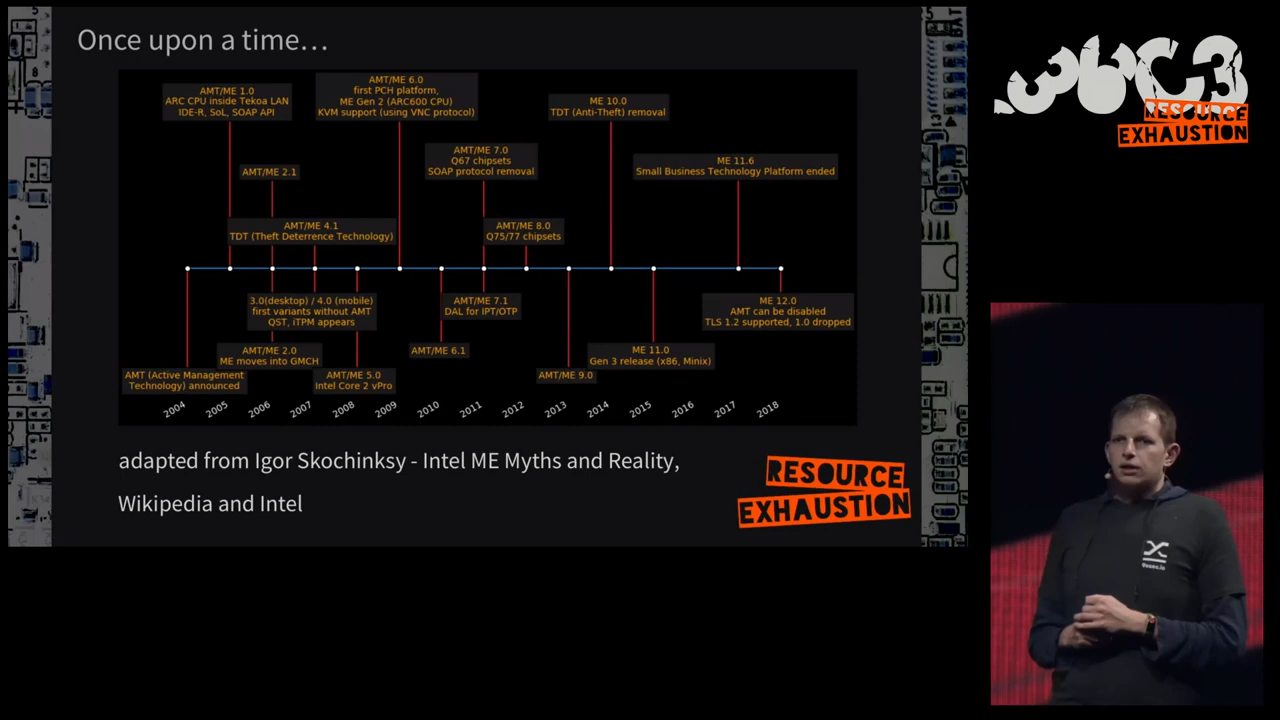 Once upon a time…
AMT/ME 1.0
ARC CPU inside Tekoa LAN
IDE-R, SoL, SOAP API
AMT/ME 6.0
first PCH platform,
ME Gen 2 (ARC600 CPU)
KVM support (using VNC protocol)
ME 10.0
TDT (Anti-Theft) removal
AMT/ME 7.0
Q67 chipsets
SOAP protocol removal
ME 11.6
Small Business Technology Platform ended
AMT/ME 2.1
AMT/ME 4.1
TDT (Theft Deterrence Technology)
AMT/ME 8.0
Q75/77 chipsets
3.0(desktop) / 4.0 (mobile)
first variants without AMT
QST, iTPM appears
AMT/ME 7.1
DAL for IPT/OTP
ME 12.0
AMT can be disabled
TLS 1.2 supported, 1.0 dropped
AMT/ME 2.0
ME moves into GMCH
AMT/ME 6.1
ME 11.0
Gen 3 release (x86, Minix)
AMT (Active Management
Technology) announced
AMT/ME 5.0
Intel Core 2 vPro
AMT/ME 9.0
2004 2005 2006 2007 2008 2009 2010 2011 2012 2013 2014 2015 2016 2017 2018
adapted from Igor Skochinksy - Intel ME Myths and Reality,
Wikipedia and Intel
RESOURCE
EXHAUSTION
36C3
RESOURCE
EXHAUSTION